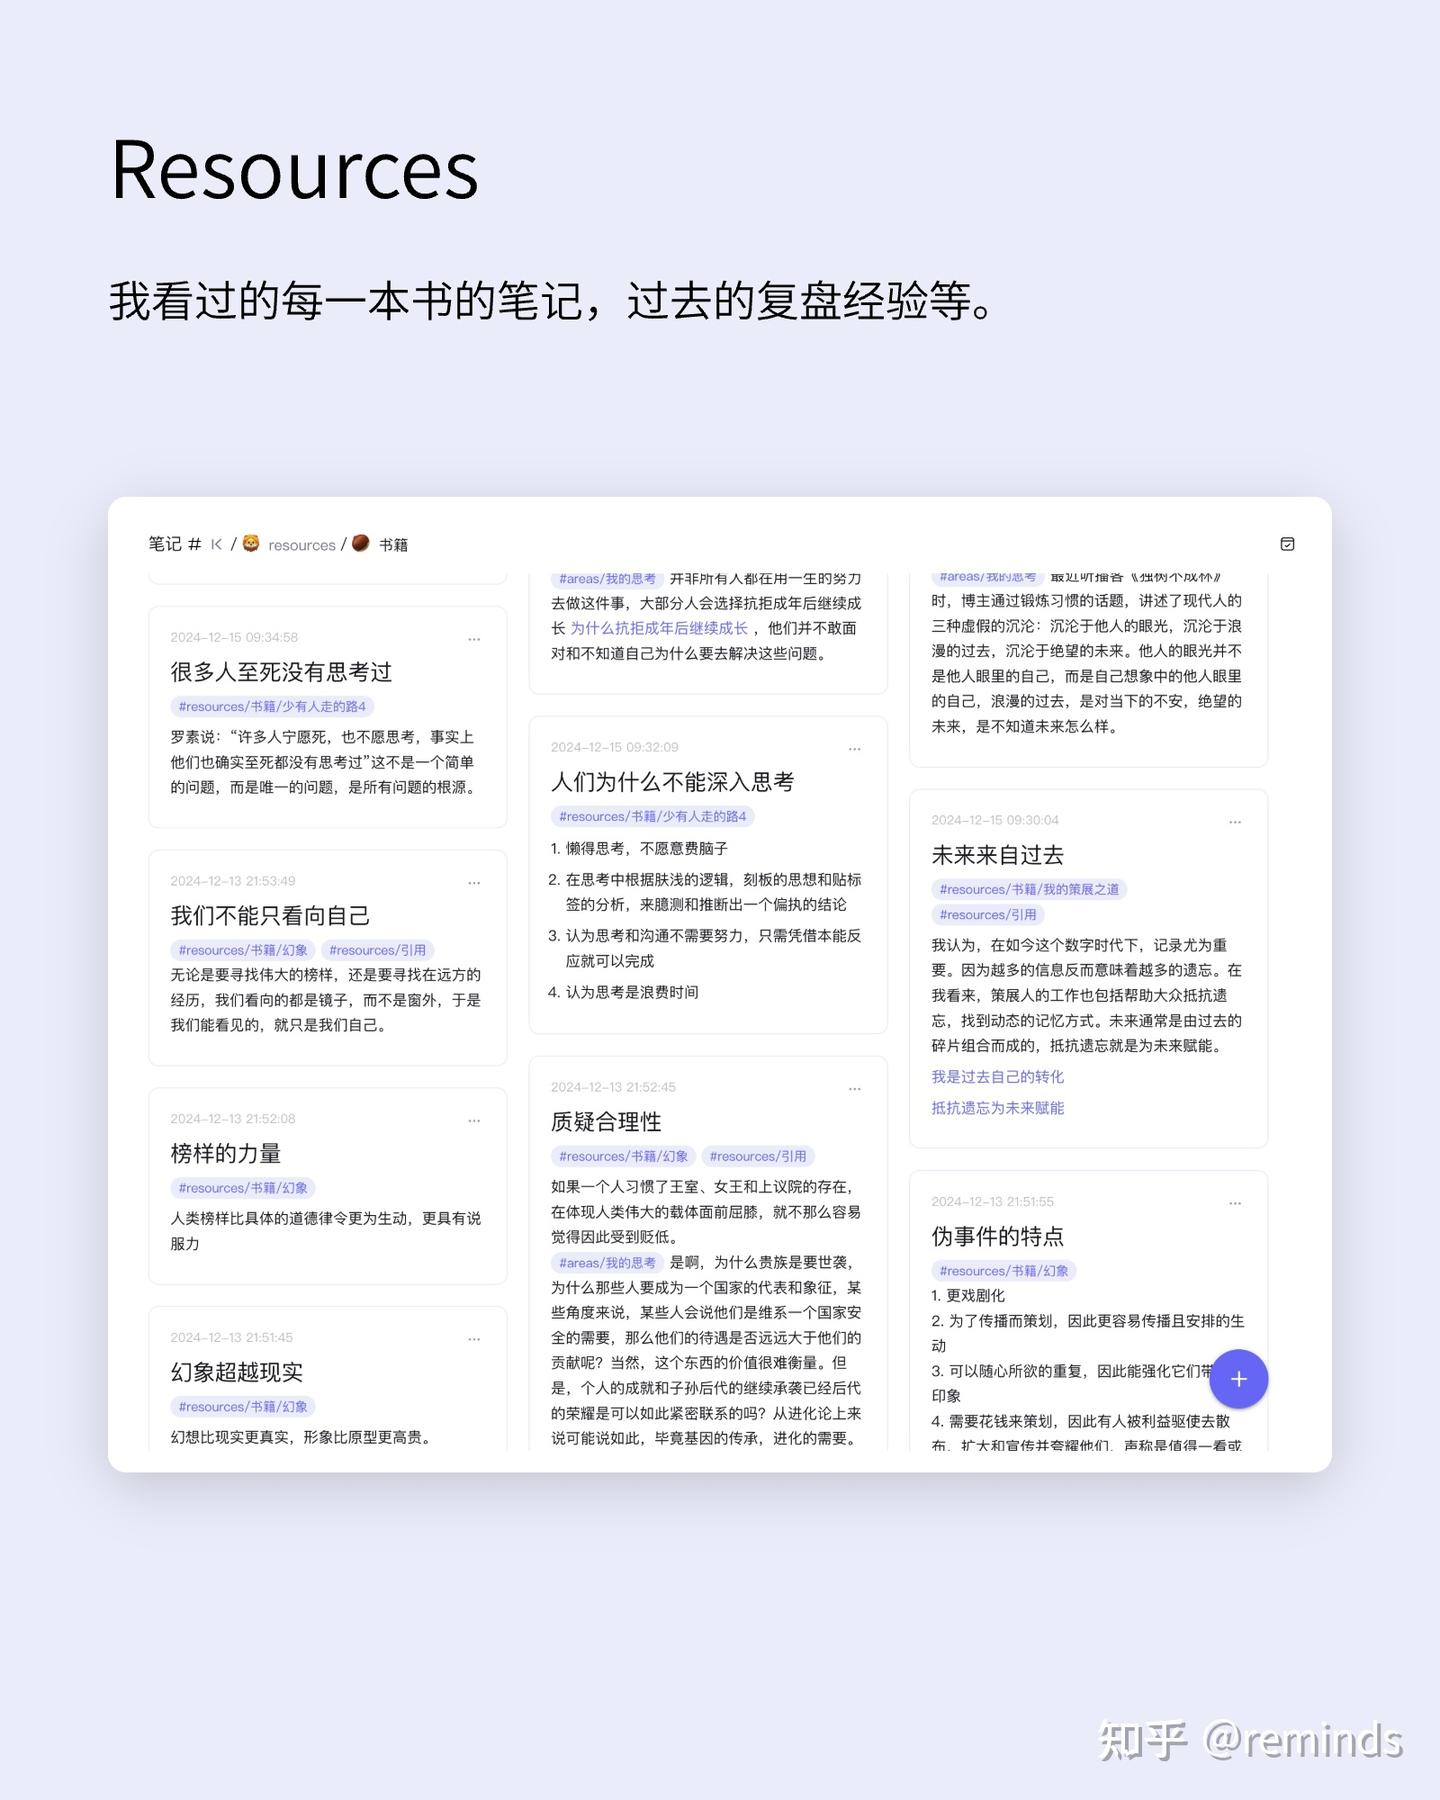 Resources
我看过的每一本书的笔记，过去的复盘经验等。
笔记 # / resources / 书籍
2024-12-15 09:34:58
很多人至死没有思考过
#resources/书籍/少有人走的路4
罗素说：“许多人宁愿死，也不愿思考，事实上
他们也确实至死都没有思考过”这不是一个简单
的问题，而是唯一的问题，是所有问题的根源。
2024-12-13 21:53:49
我们不能只看向自己
#resources/书籍/幻象 #resources/引用
无论是要寻找伟大的榜样，还是要寻找在远方的
经历，我们看向的都是镜子，而不是窗外，于是
我们能看见的，就只是我们自己。
2024-12-13 21:52:08
榜样的力量
#resources/书籍/幻象
人类榜样比具体的道德律令更为生动，更具有说
服力
2024-12-13 21:51:45
幻象超越现实
#resources/书籍/幻象
幻想比现实更真实，形象比原型更高贵。
#areas/我的思考 并非所有人都在用一生的努力
去做这件事，大部分人会选择抗拒成年后继续成
长 为什么抗拒成年后继续成长 ，他们并不敢面
对和不知道自己为什么要去解决这些问题。
2024-12-15 09:32:09
人们为什么不能深入思考
#resources/书籍/少有人走的路4
1. 懒得思考，不愿意费脑子
2. 在思考中根据肤浅的逻辑，刻板的思想和贴标
签的分析，来臆测和推断出一个偏执的结论
3. 认为思考和沟通不需要努力，只需凭借本能反
应就可以完成
4. 认为思考是浪费时间
2024-12-13 21:52:45
质疑合理性
#resources/书籍/幻象 #resources/引用
如果一个人习惯了王室、女王和上议院的存在，
在体现人类伟大的载体面前屈膝，就不那么容易
觉得因此受到贬低。
#areas/我的思考 是啊，为什么贵族是要世袭，
为什么那些人要成为一个国家的代表和象征，某
些角度来说，某些人会说他们是维系一个国家安
全的需要，那么他们的待遇是否远远大于他们的
贡献呢？当然，这个东西的价值很难衡量。但
是，个人的成就和子孙后代的继续承袭已经后代
的荣耀是可以如此紧密联系的吗？从进化论上来
说可能说如此，毕竟基因的传承，进化的需要。
#areas/我的思考 最近听播客《独树不成林》
时，博主通过锻炼习惯的话题，讲述了现代人的
三种虚假的沉沦：沉沦于他人的眼光，沉沦于浪
漫的过去，沉沦于绝望的未来。他人的眼光并不
是他人眼里的自己，而是自己想象中的他人眼里
的自己，浪漫的过去，是对当下的不安，绝望的
未来，是不知道未来怎么样。
2024-12-15 09:30:04
未来来自过去
#resources/书籍/我的策展之道
#resources/引用
我认为，在如今这个数字时代下，记录尤为重
要。因为越多的信息反而意味着越多的遗忘。在
我看来，策展人的工作也包括帮助大众抵抗遗
忘，找到动态的记忆方式。未来通常是由过去的
碎片组合而成的，抵抗遗忘就是为未来赋能。
我是过去自己的转化
抵抗遗忘为未来赋能
2024-12-13 21:51:55
伪事件的特点
#resources/书籍/幻象
1. 更戏剧化
2. 为了传播而策划，因此更容易传播且安排的生
动
3. 可以随心所欲的重复，因此能强化它们带
印象
4. 需要花钱来策划，因此有人被利益驱使去散
布，扩大和宣传并夸耀他们，声称是值得一看或
知乎 @reminds